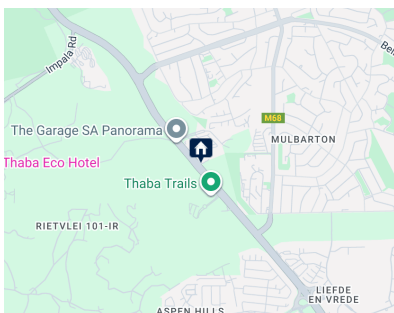 Impala Rd
Bel
M68
The Garage SA Panorama
MULBARTON
Thaba Eco Hotel
Thaba Trails
RIETVLEI 101-IR
LIEFDE
EN VREDE
ASPEN HILLS